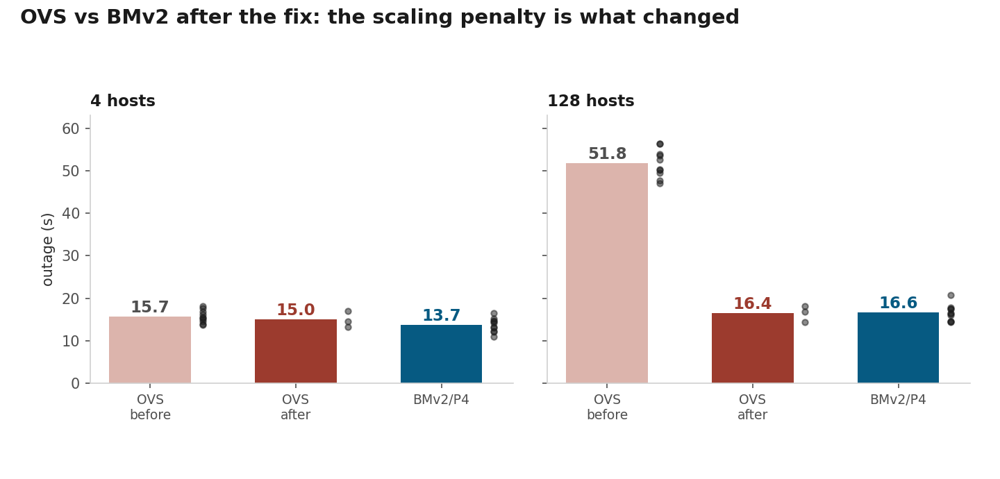 OVS vs BMv2 after the fix: the scaling penalty is what changed
4 hosts
outage (s)
60
50
40
30
20
10
0
15.7
15.0
13.7
OVS
before
OVS
after
BMv2/P4
128 hosts
51.8
16.4
16.6
OVS
before
OVS
after
BMv2/P4